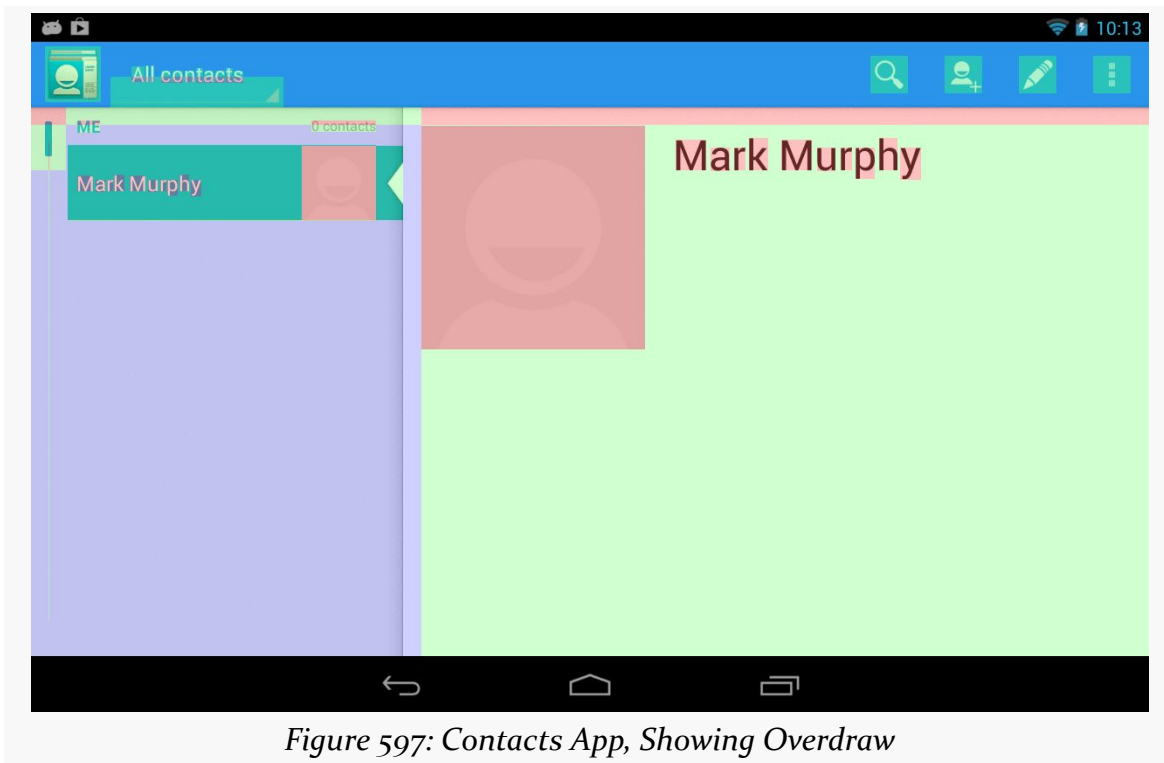 10:13
All contacts
ME 0 contacts
Mark Murphy
Mark Murphy
Figure 597: Contacts App, Showing Overdraw